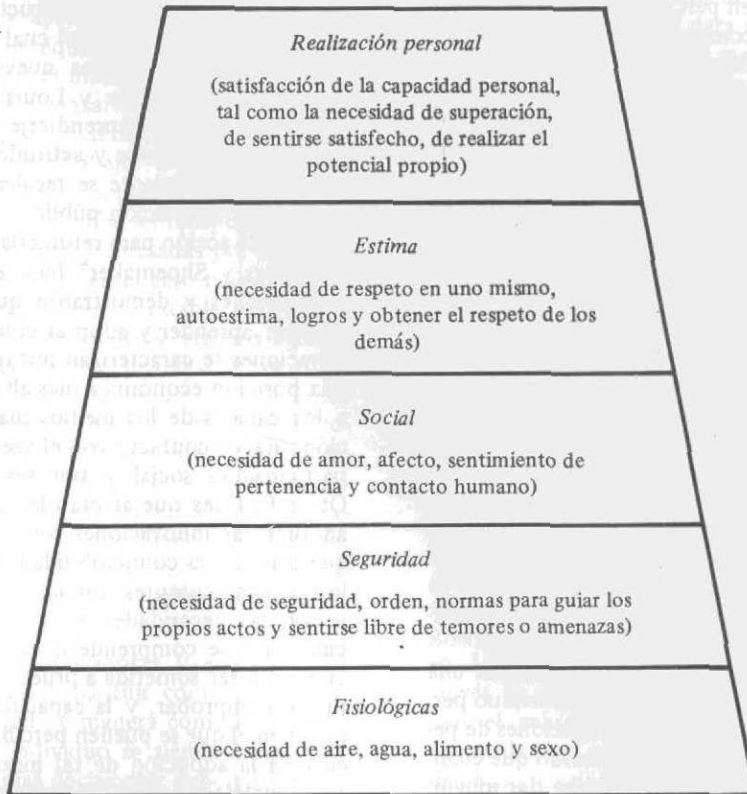 Realización personal
(satisfacción de la capacidad personal,
tal como la necesidad de superación,
de sentirse satisfecho, de realizar el
potencial propio)
Estima
(necesidad de respeto en uno mismo,
autoestima, logros y obtener el respeto de los
demás)
Social
(necesidad de amor, afecto, sentimiento de
pertenencia y contacto humano)
Seguridad
(necesidad de seguridad, orden, normas para guiar los
propios actos y sentirse libre de temores o amenazas)
Fisiológicas
(necesidad de aire, agua, alimento y sexo)